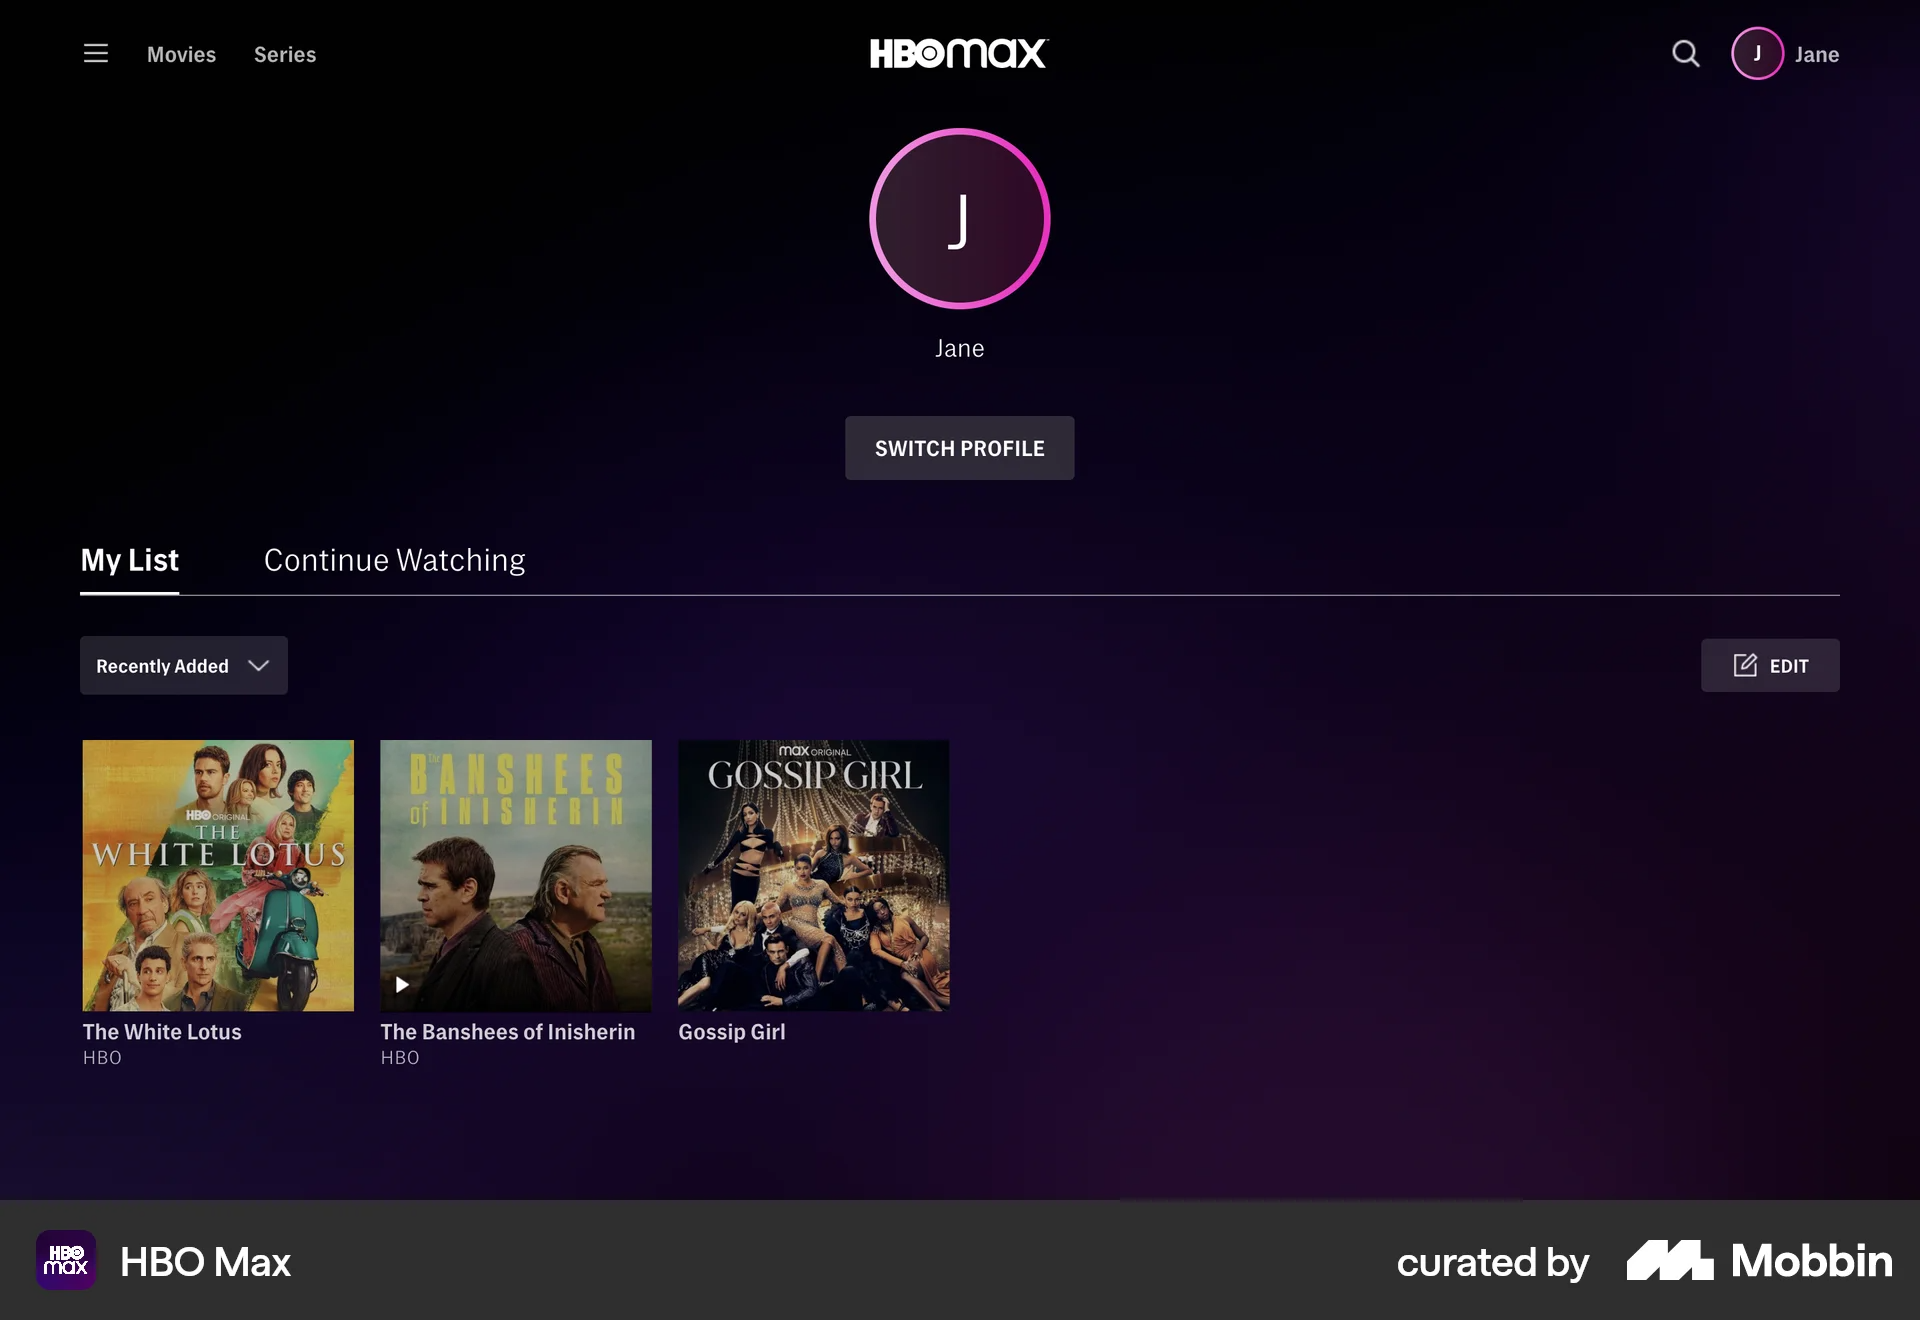 Movies
Series
HBOmax
J
Jane
J
Jane
SWITCH PROFILE
My List
Continue Watching
Recently Added
EDIT
HBO ORIGINAL
THE
WHITE LOTUS
The White Lotus
HBO
The
BANSHEES
of INISHERIN
The Banshees of Inisherin
HBO
max ORIGINAL
GOSSIP GIRL
Gossip Girl
HBO
max
HBO Max
curated by
Mobbin